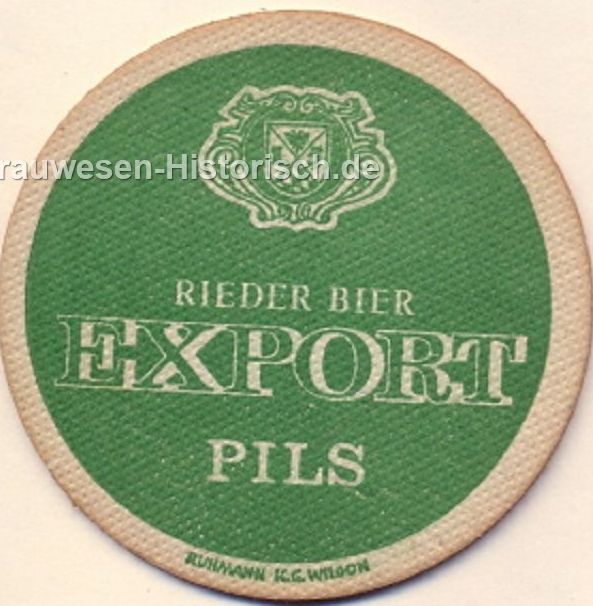 rauwesen-Historisch.de
RIEDER BIER
EXPORT
PILS
RUHMANN K.G. WILDON